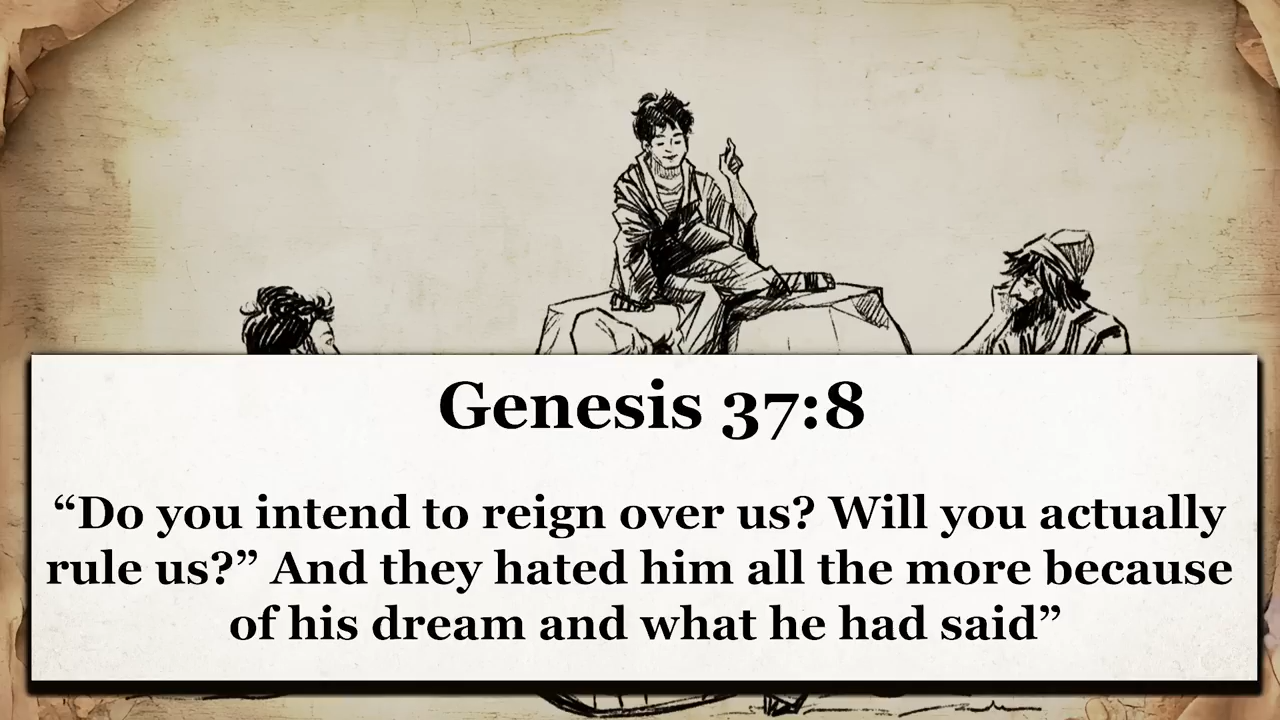 Genesis 37:8
“Do you intend to reign over us? Will you actually
rule us?” And they hated him all the more because
of his dream and what he had said”